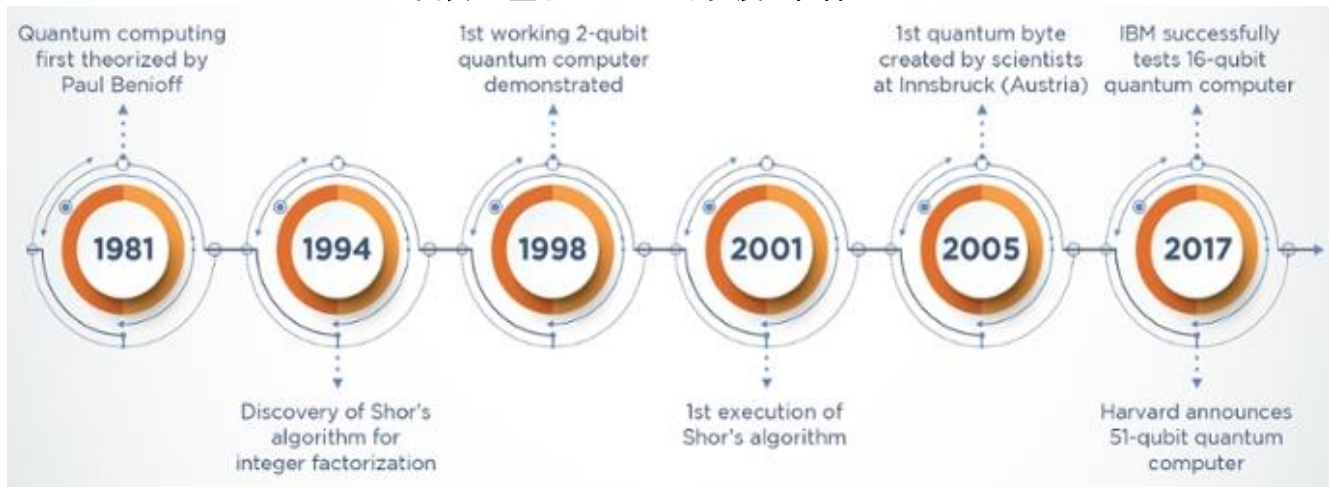 Quantum computing
first theorized by
Paul Benioff
1st working 2-qubit
quantum computer
demonstrated
1st quantum byte
created by scientists
at Innsbruck (Austria)
IBM successfully
tests 16-qubit
quantum computer
1981
1994
1998
2001
2005
2017
Discovery of Shor's
algorithm for
integer factorization
1st execution of
Shor's algorithm
Harvard announces
51-qubit quantum
computer